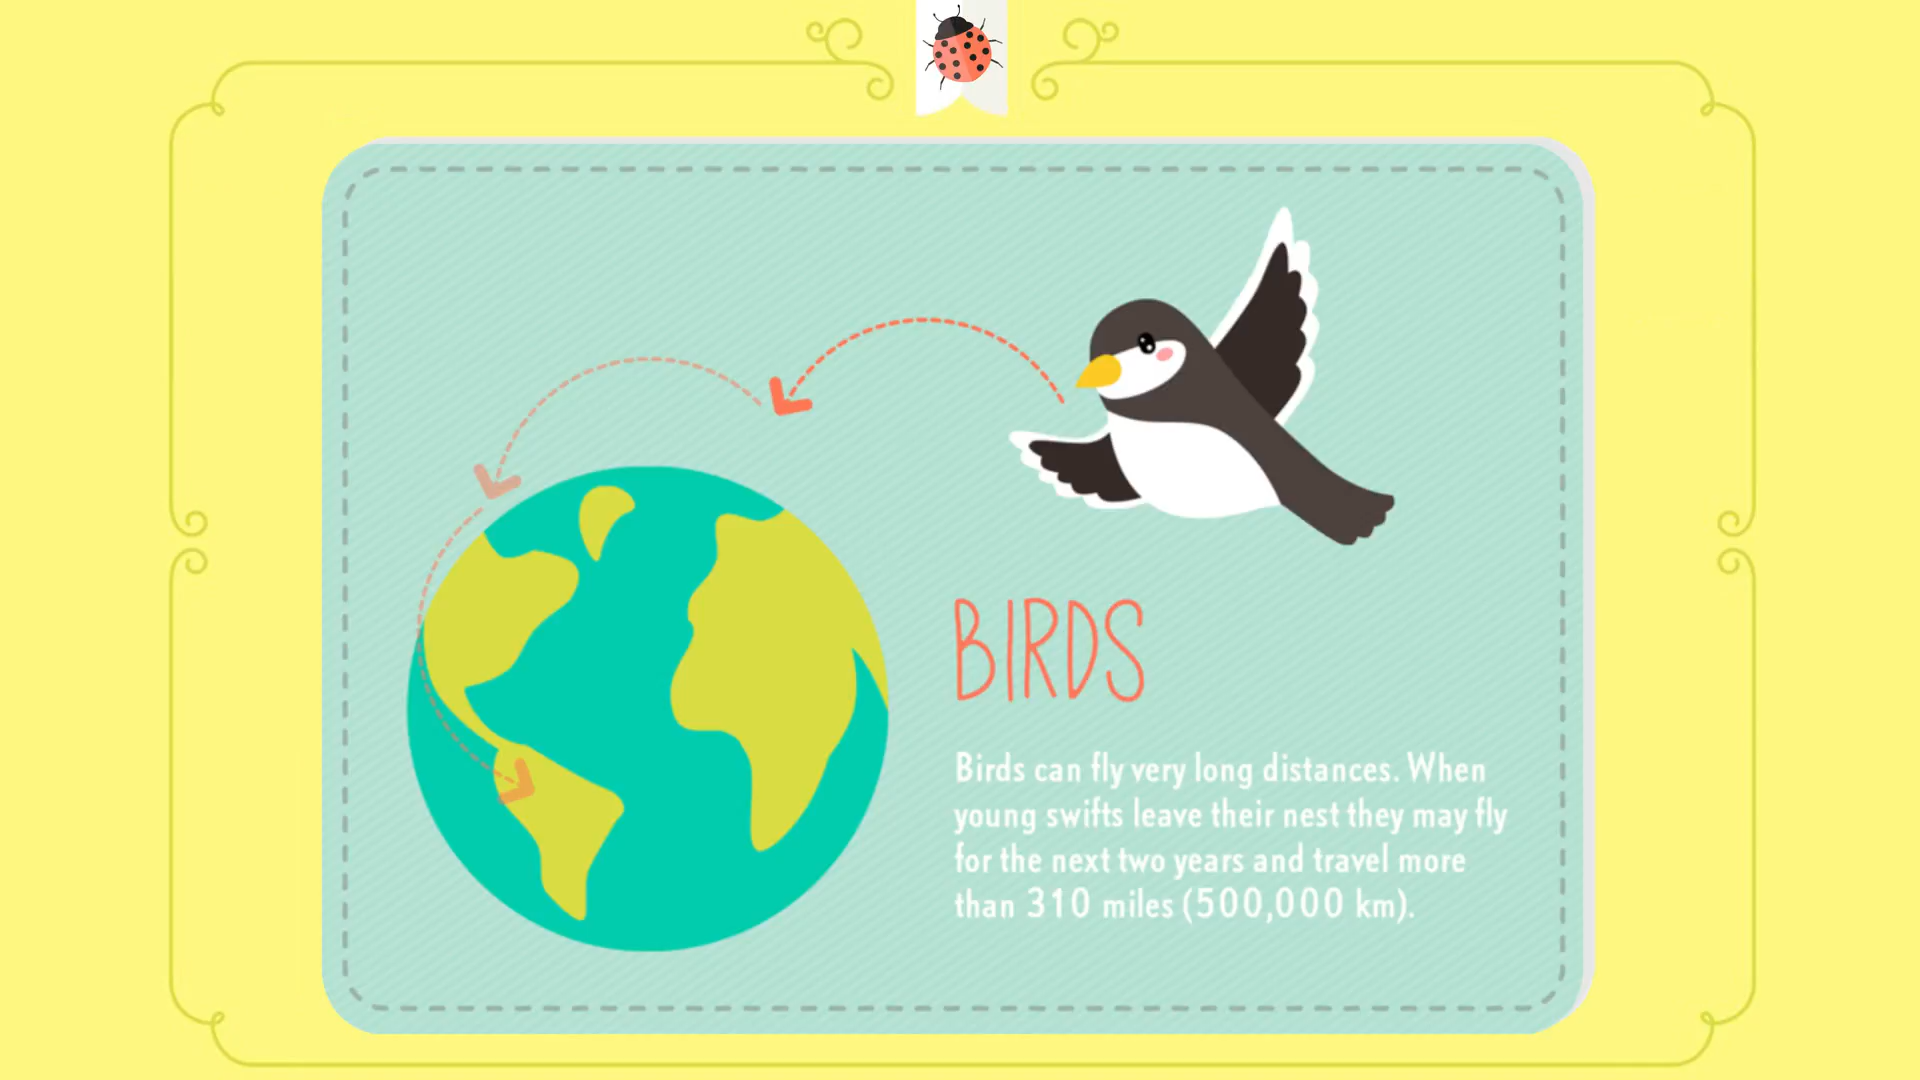 BIRDS
Birds can fly very long distances. When
young swifts leave their nest they may fly
for the next two years and travel more
than 310 miles (500,000 km).